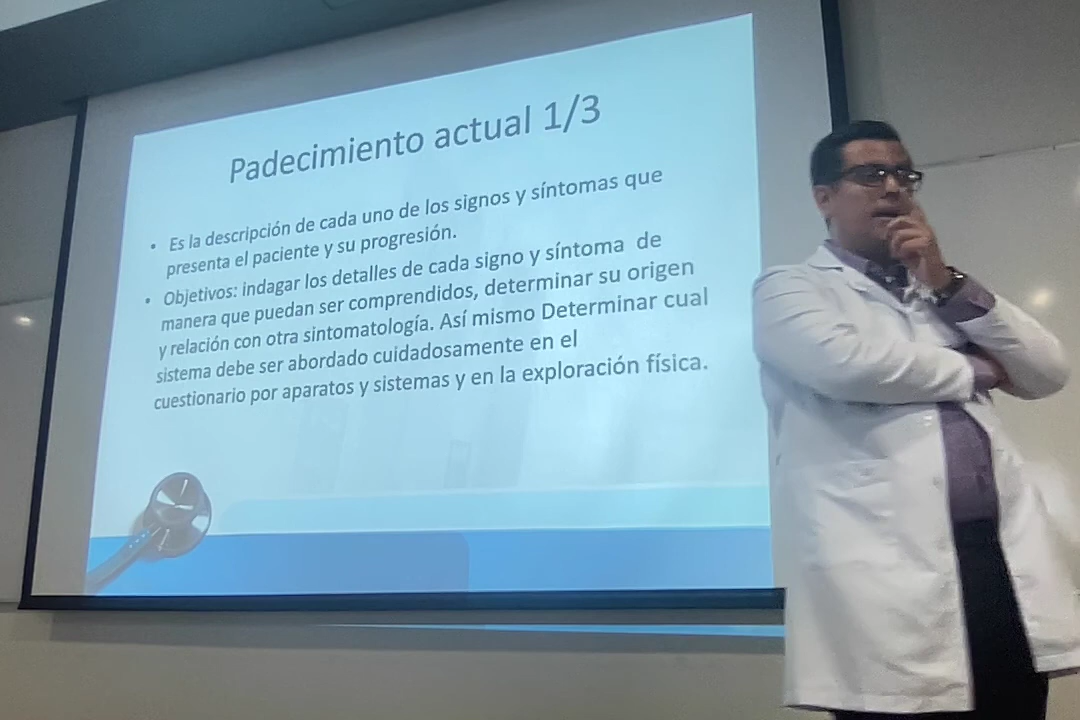 Padecimiento actual 1/3
• Es la descripción de cada uno de los signos y síntomas que
presenta el paciente y su progresión.
• Objetivos: indagar los detalles de cada signo y síntoma de
manera que puedan ser comprendidos, determinar su origen
y relación con otra sintomatología. Así mismo Determinar cual
sistema debe ser abordado cuidadosamente en el
cuestionario por aparatos y sistemas y en la exploración física.